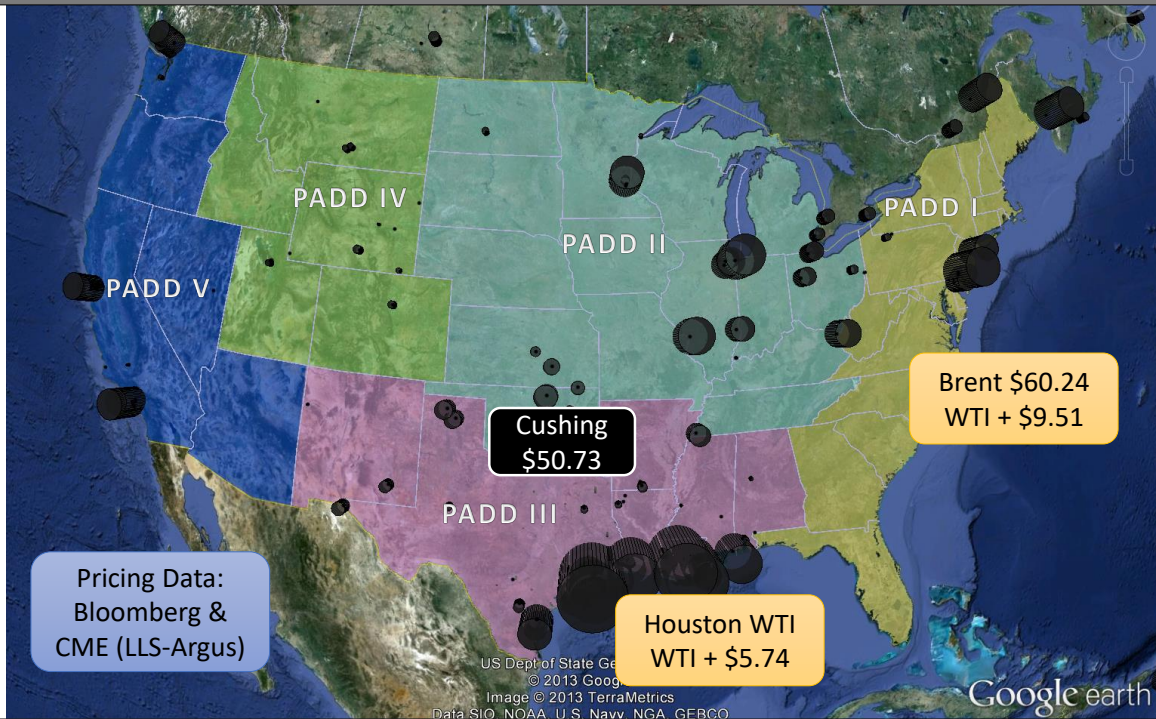 PADD IV
PADD I
PADD II
PADD V
Brent $60.24
WTI + $9.51
Cushing
$50.73
PADD III
Pricing Data:
Bloomberg &
CME (LLS-Argus)
Houston WTI
WTI + $5.74
US Dept of State
© 2013
Image © 2013 TerraMetrics
Data SIO, NOAA, U.S. Navy, NGA, GEBCO
Google earth